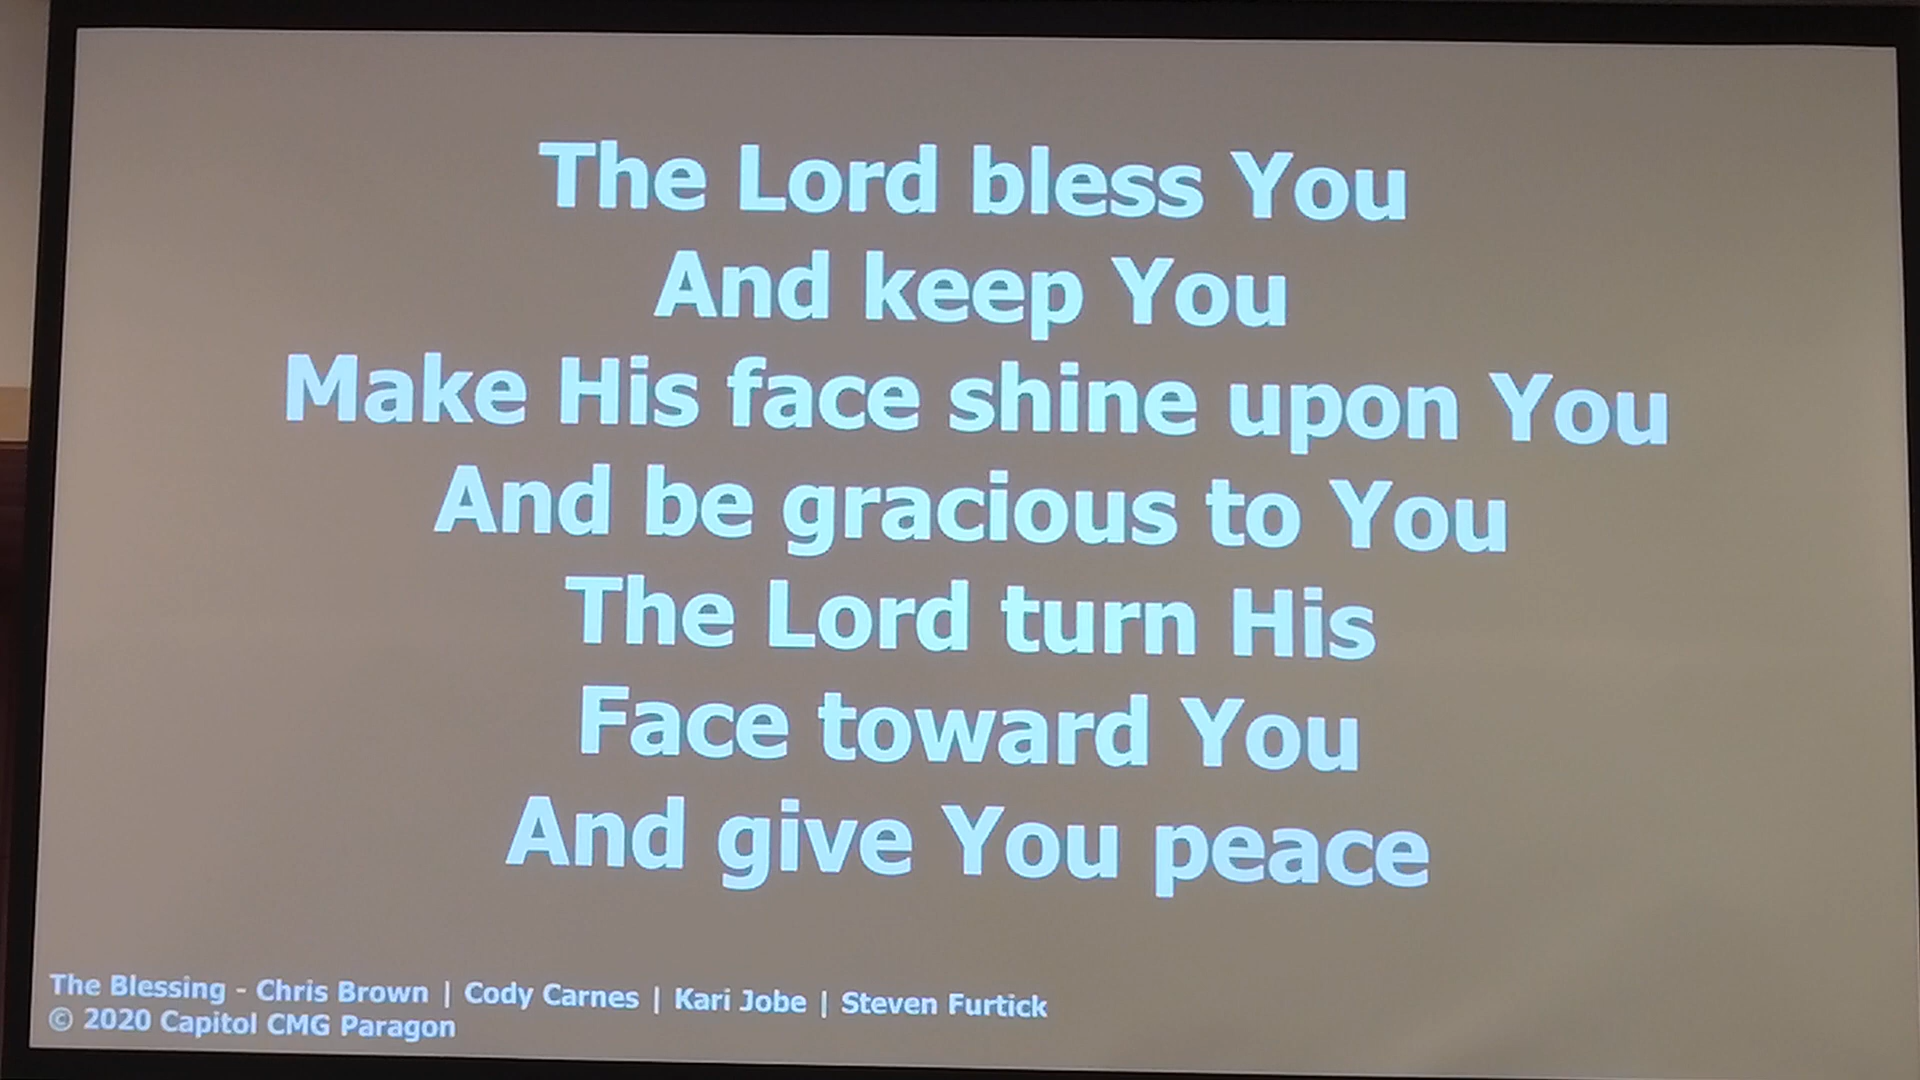 The Lord bless You
And keep You
Make His face shine upon You
And be gracious to You
The Lord turn His
Face toward You
And give You peace
The Blessing - Chris Brown | Cody Carnes | Kari Jobe | Steven Furtick
© 2020 Capitol CMG Paragon